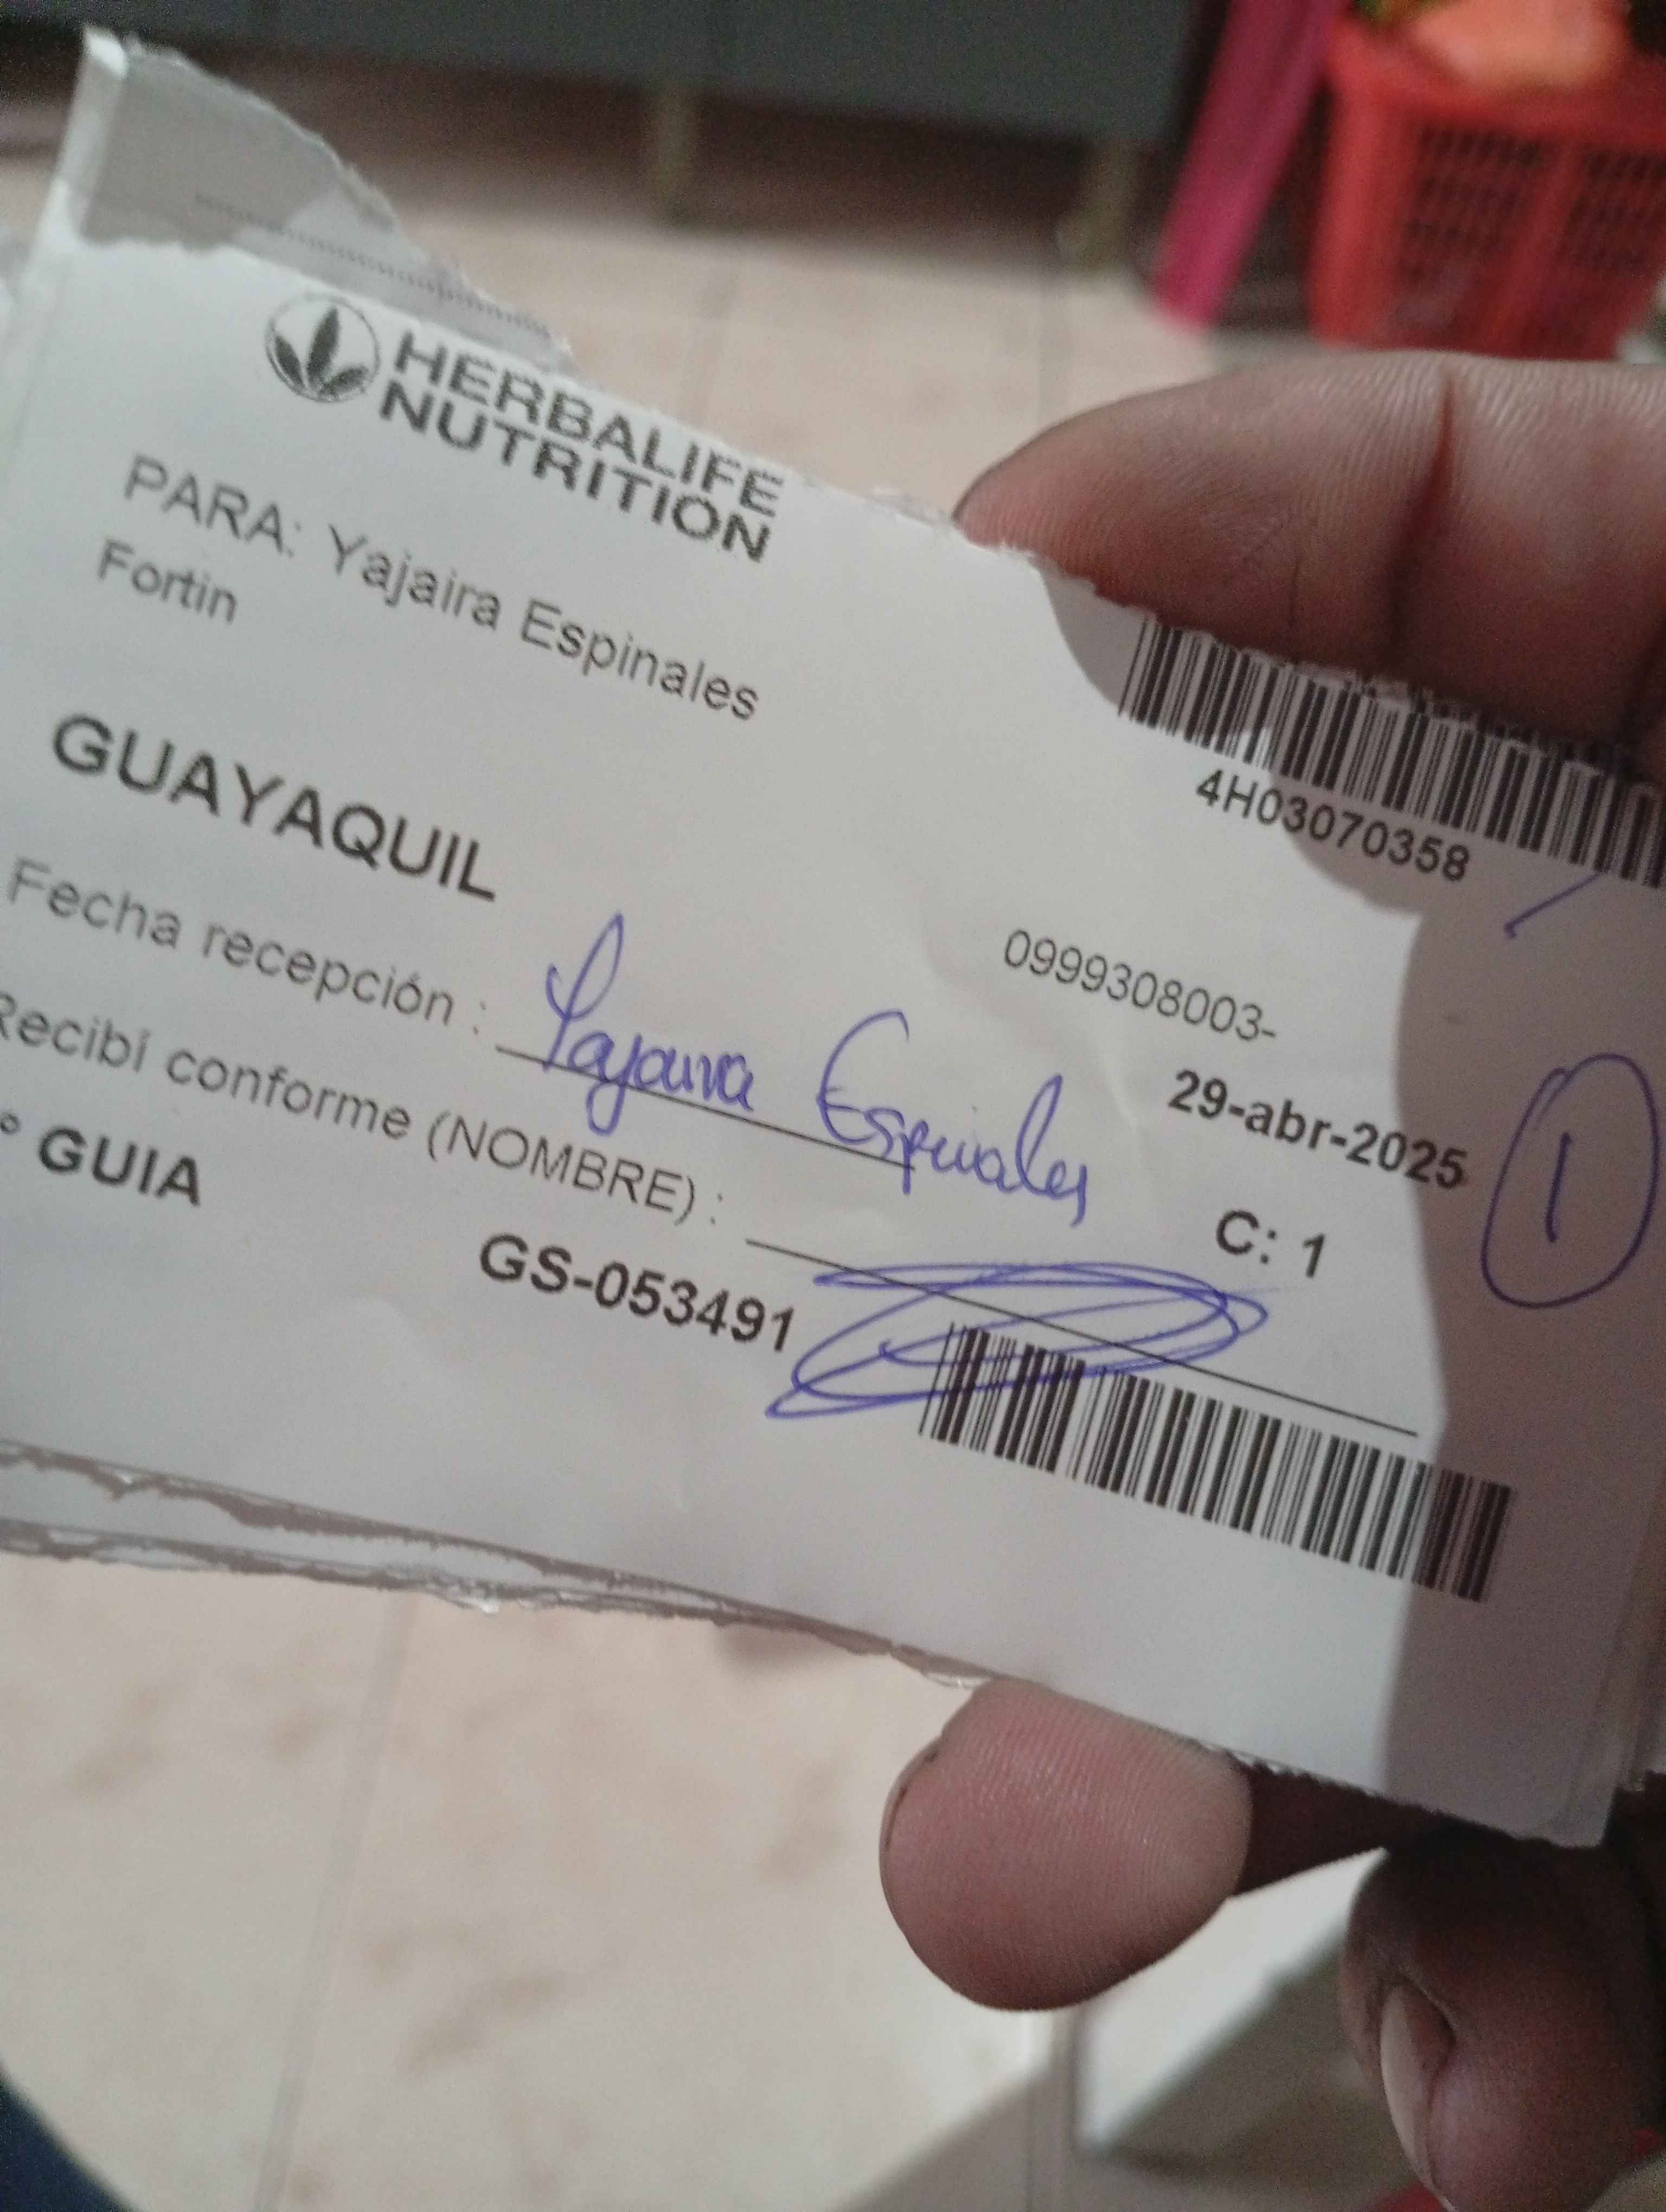 HERBALIFE
NUTRITION
PARA: Yajaira Espinales
Fortin
4H03070358
GUAYAQUIL
0999308003-
Fecha recepción : Yajaira Espinales
29-abr-2025
1
Recibí conforme (NOMBRE) :
C: 1
° GUIA
GS-053491